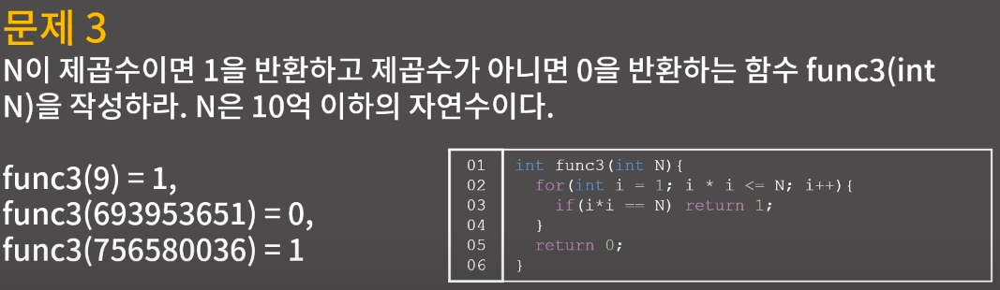 문제 3
N이 제곱수이면 1을 반환하고 제곱수가 아니면 0을 반환하는 함수 func3(int
N)을 작성하라. N은 10억 이하의 자연수이다.
func3(9) = 1,
func3(693953651) = 0,
func3(756580036) = 1
01 int func3(int N){
02 for(int i = 1; i * i <= N; i++){
03 if(i*i == N) return 1;
04 }
05 return 0;
06 }